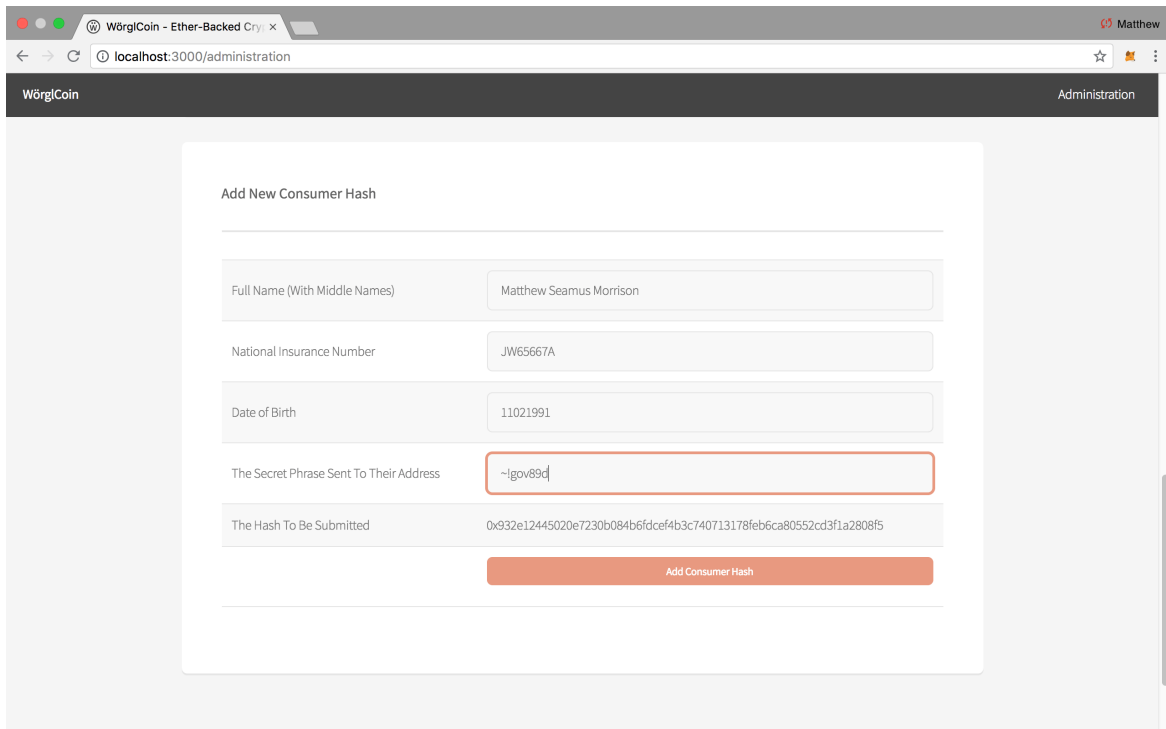 WörglCoin - Ether-Backed Cry
Matthew
localhost:3000/administration
WörglCoin Administration
Add New Consumer Hash
Full Name (With Middle Names) Matthew Seamus Morrison
National Insurance Number JW65667A
Date of Birth 11021991
The Secret Phrase Sent To Their Address ~!gov89d
The Hash To Be Submitted 0x932e12445020e7230b084b6fdcef4b3c740713178feb6ca80552cd3f1a2808f5
Add Consumer Hash